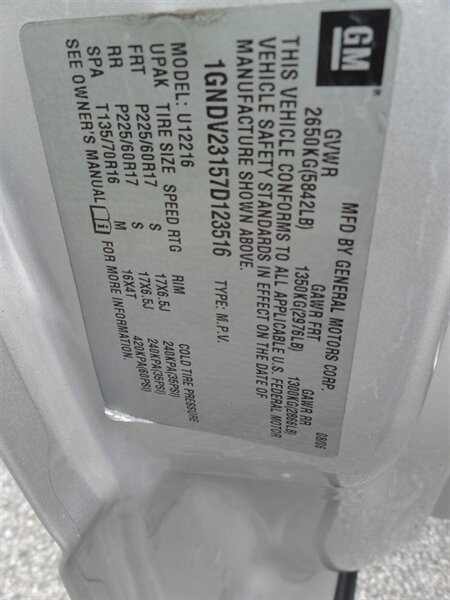 GM
MFD BY GENERAL MOTORS CORP 08/06
GVWR GAWR FRT GAWR RR
2650KG(5842LB) 1350KG(2976LB) 1300KG(2866LB)
THIS VEHICLE CONFORMS TO ALL APPLICABLE U.S. FEDERAL MOTOR
VEHICLE SAFETY STANDARDS IN EFFECT ON THE DATE OF
MANUFACTURE SHOWN ABOVE.
1GNDV23157D123516 TYPE: M.P.V.
MODEL: U12216
UPAK TIRE SIZE SPEED RTG RIM COLD TIRE PRESSURE
FRT P225/60R17 S 17X6.5J 240KPA(35PSI)
RR P225/60R17 S 17X6.5J 240KPA(35PSI)
SPA T135/70R16 M 16X4T 420KPA(60PSI)
SEE OWNER'S MANUAL FOR MORE INFORMATION